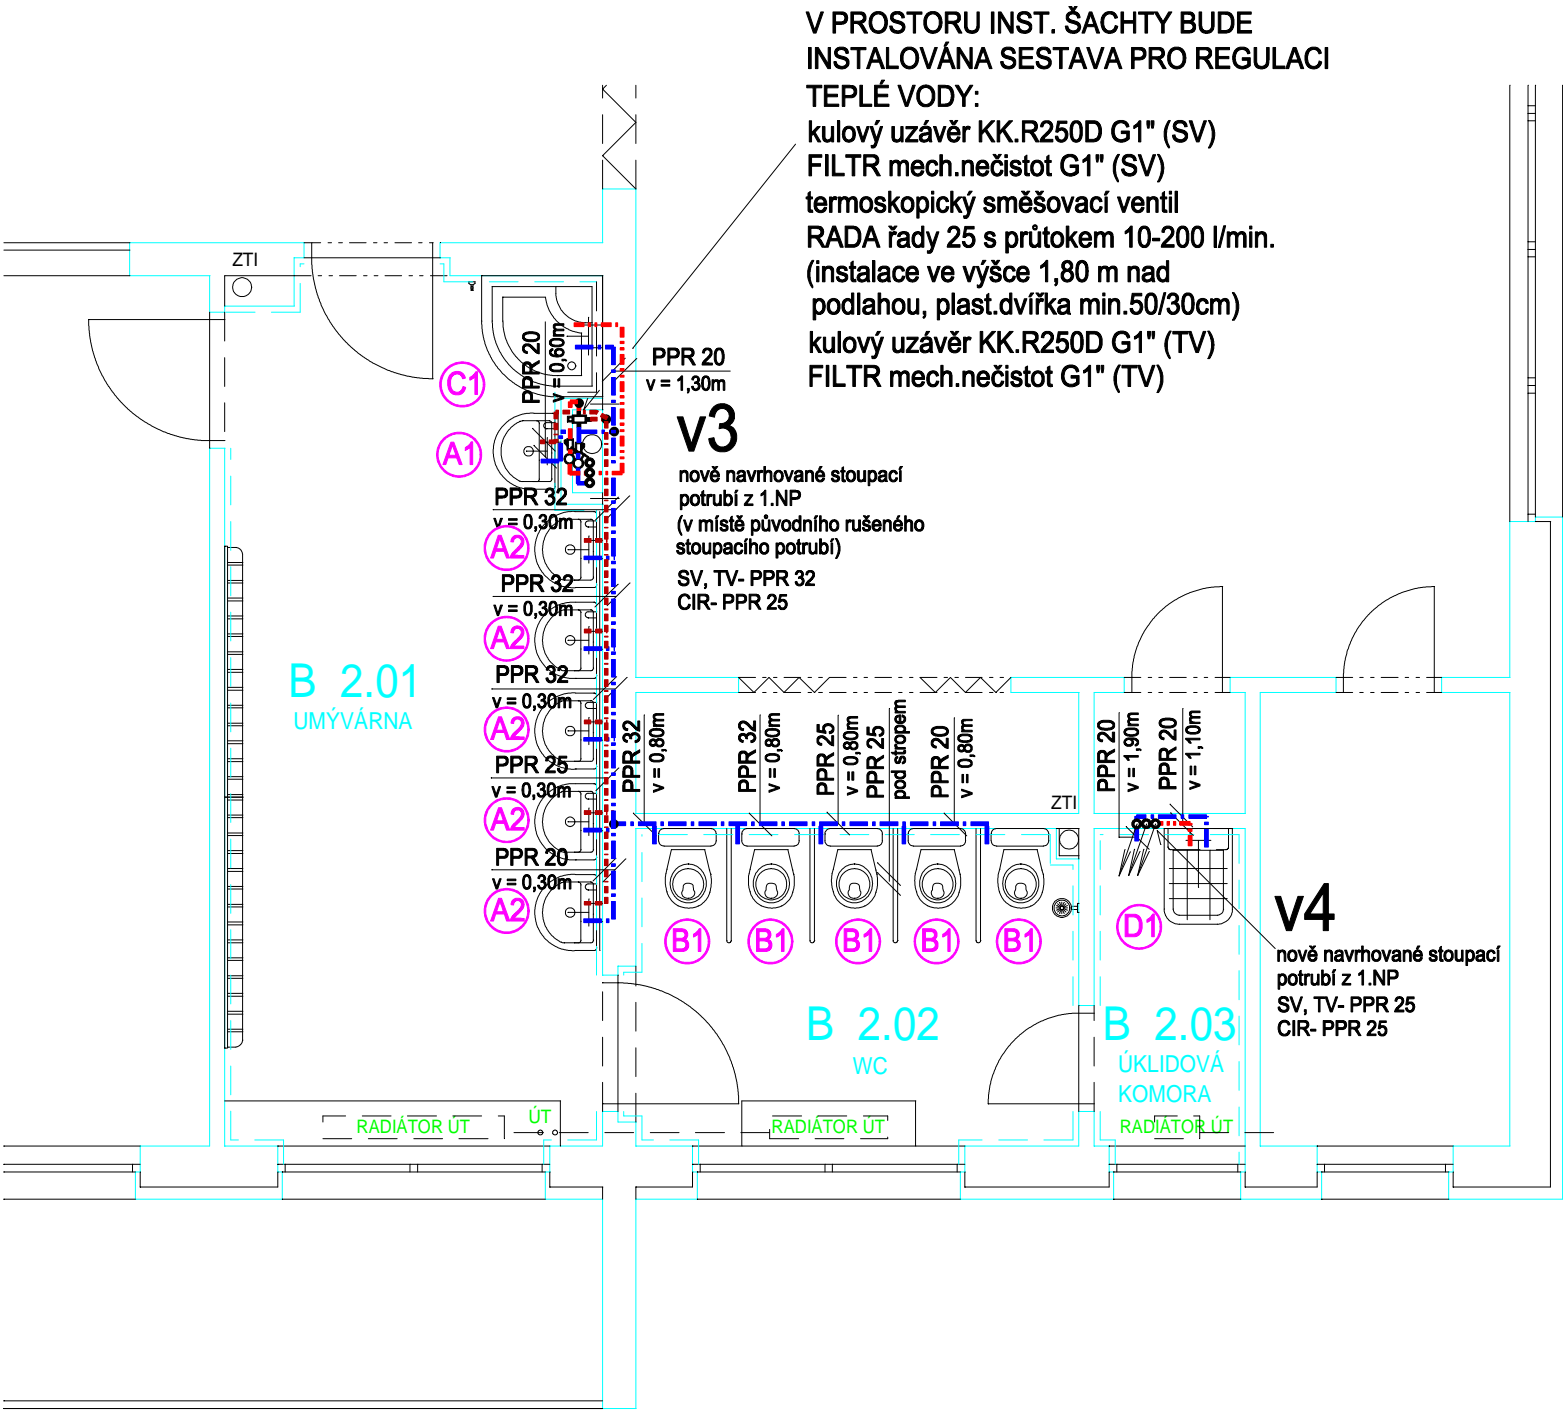 V PROSTORU INST. ŠACHTY BUDE
INSTALOVÁNA SESTAVA PRO REGULACI
TEPLÉ VODY:
kulový uzávěr KK.R250D G1" (SV)
FILTR mech.nečistot G1" (SV)
termoskopický směšovací ventil
RADA řady 25 s průtokem 10-200 l/min.
(instalace ve výšce 1,80 m nad
podlahou, plast.dvířka min.50/30cm)
kulový uzávěr KK.R250D G1" (TV)
FILTR mech.nečistot G1" (TV)
ZTI
PPR 20
v = 0,60m
PPR 20
v = 1,30m
C1
A1
v3
nově navrhované stoupací
potrubí z 1.NP
(v místě původního rušeného
stoupacího potrubí)
SV, TV- PPR 32
CIR- PPR 25
PPR 32
v = 0,30m
A2
PPR 32
v = 0,30m
A2
PPR 32
v = 0,30m
A2
PPR 25
v = 0,30m
A2
PPR 20
v = 0,30m
A2
B 2.01
UMÝVÁRNA
PPR 32
v = 0,80m
PPR 32
v = 0,80m
PPR 25
v = 0,80m
PPR 25
pod stropem
PPR 20
v = 0,80m
ZTI
PPR 20
v = 1,90m
PPR 20
v = 1,10m
B1
B1
B1
B1
B1
D1
v4
nově navrhované stoupací
potrubí z 1.NP
SV, TV- PPR 25
CIR- PPR 25
B 2.02
WC
B 2.03
ÚKLIDOVÁ
KOMORA
RADIÁTOR ÚT
ÚT
RADIÁTOR ÚT
RADIÁTOR ÚT